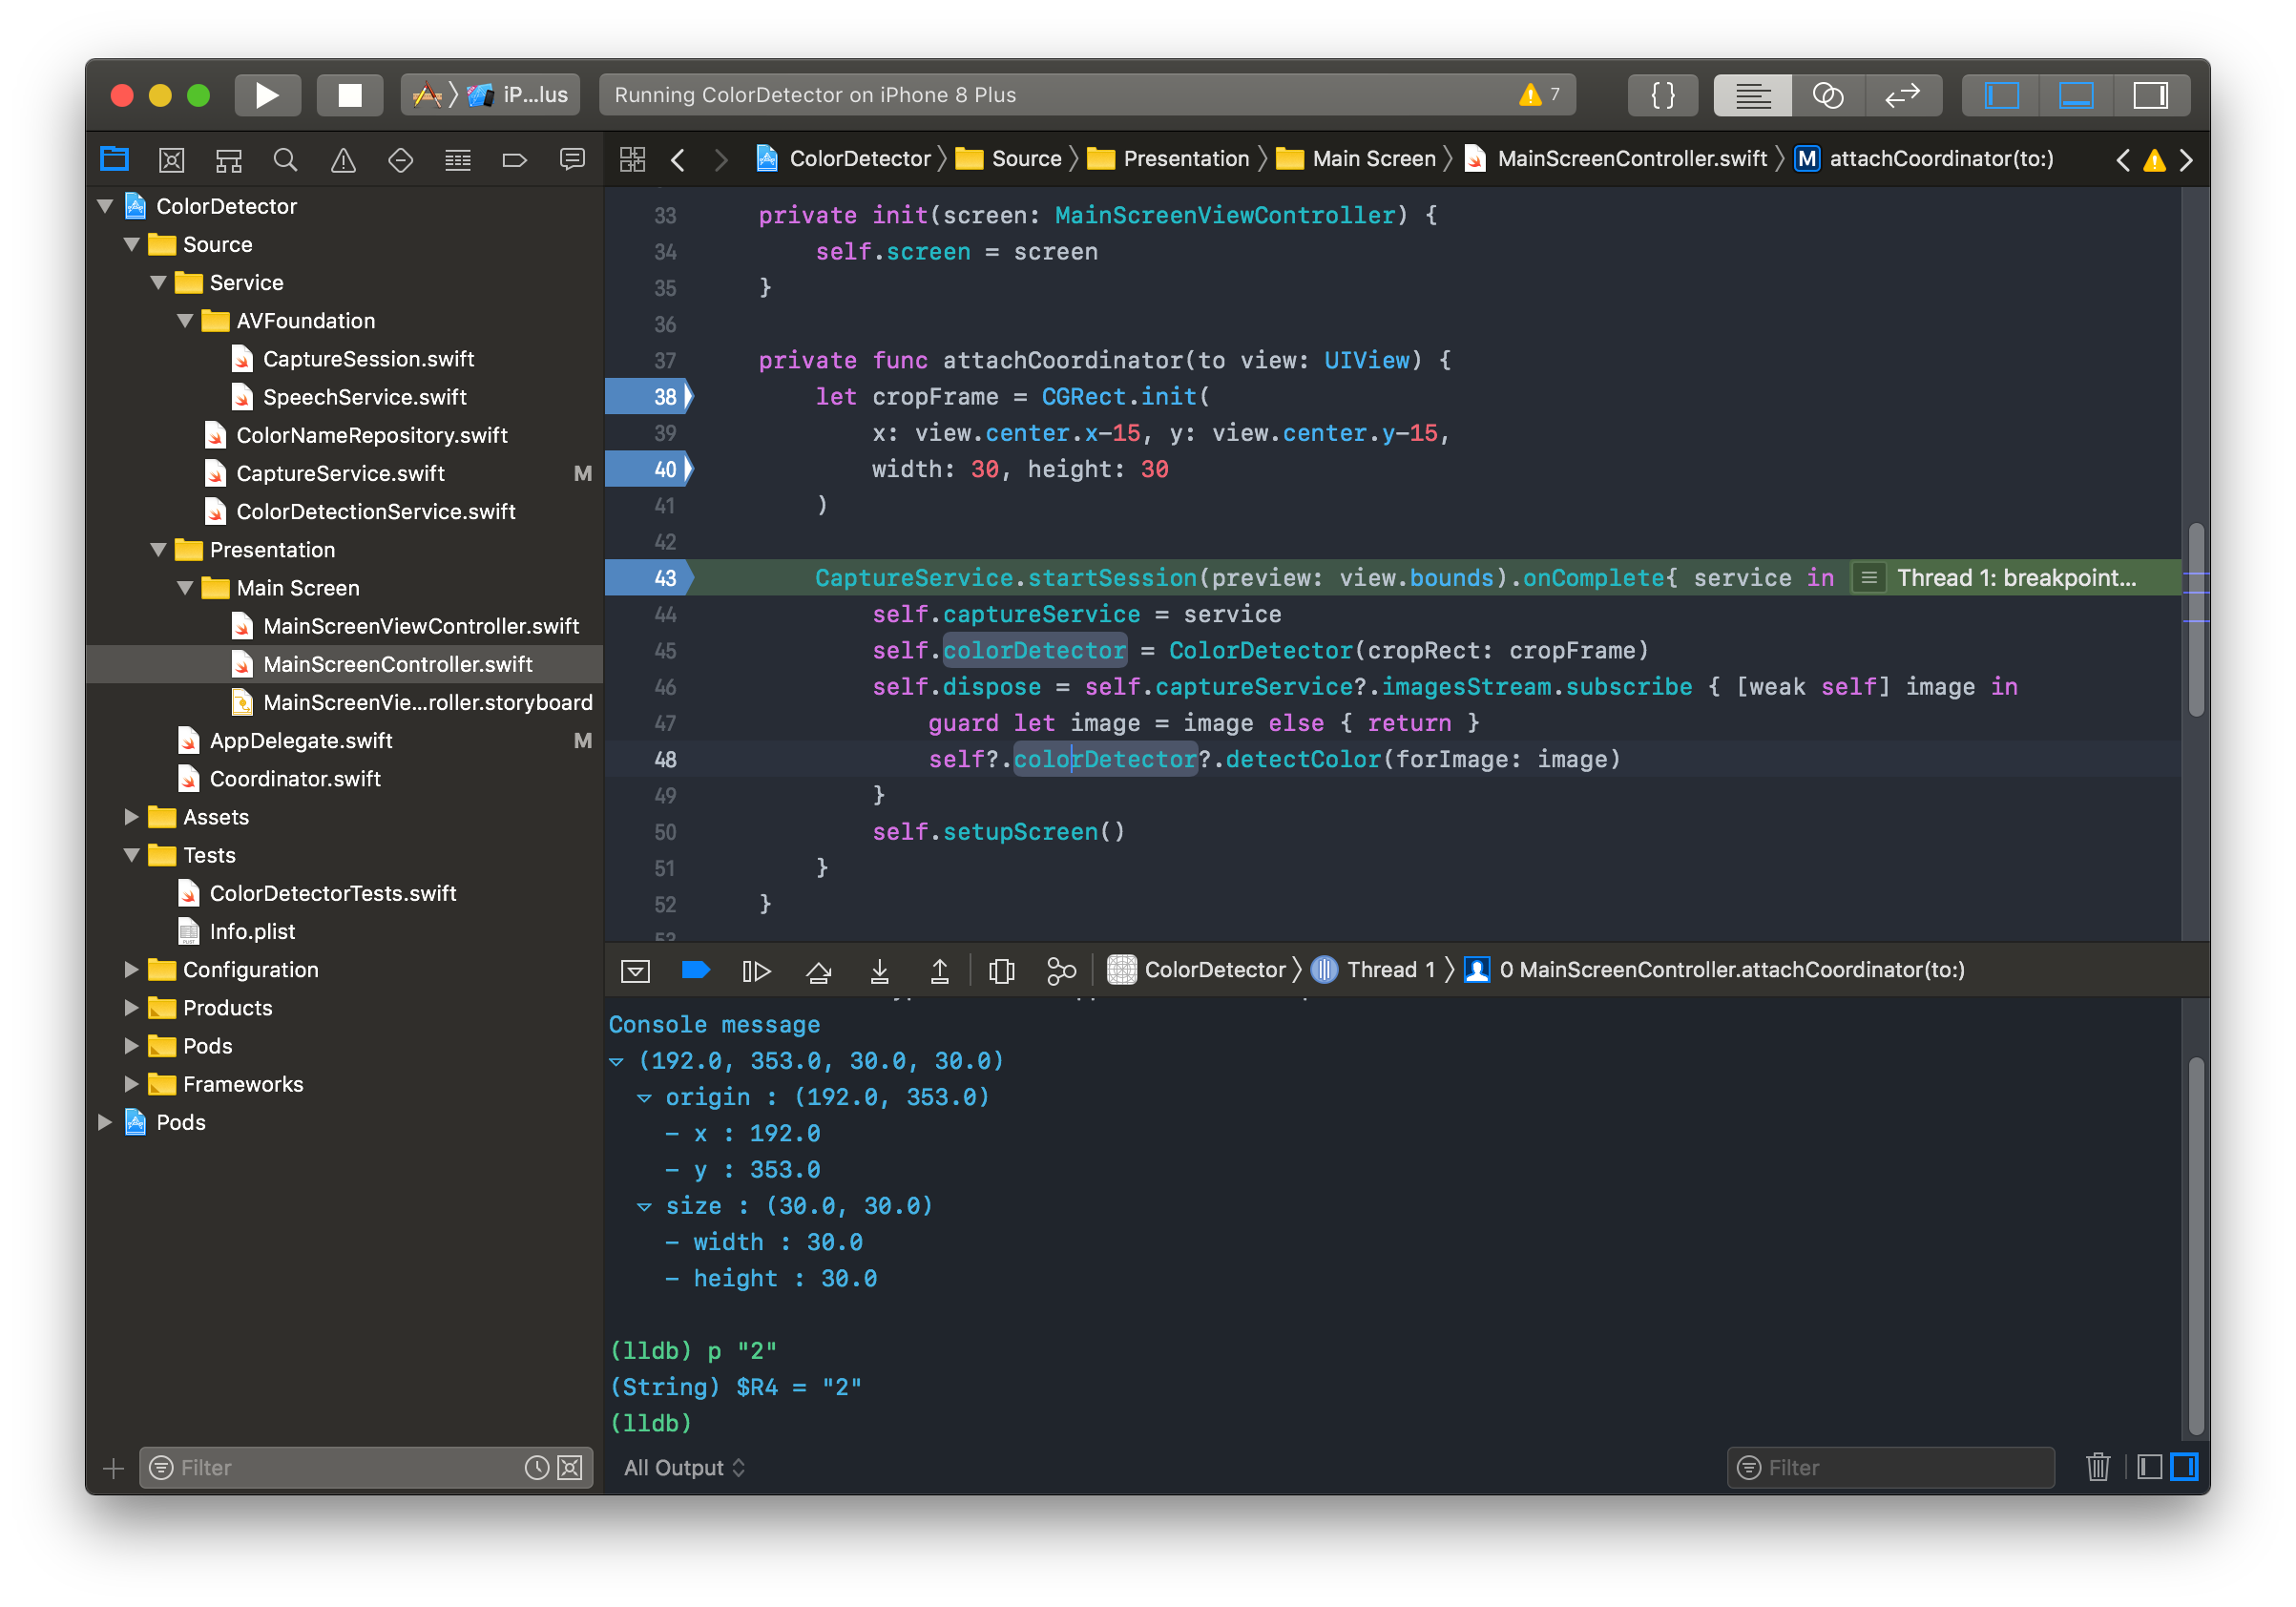 iP...lus
Running ColorDetector on iPhone 8 Plus
7
{ }
ColorDetector
Source
Presentation
Main Screen
MainScreenController.swift
M
attachCoordinator(to:)
ColorDetector
Source
Service
AVFoundation
CaptureSession.swift
SpeechService.swift
ColorNameRepository.swift
CaptureService.swift M
ColorDetectionService.swift
Presentation
Main Screen
MainScreenViewController.swift
MainScreenController.swift
MainScreenVie...roller.storyboard
AppDelegate.swift M
Coordinator.swift
Assets
Tests
ColorDetectorTests.swift
Info.plist
Configuration
Products
Pods
Frameworks
Pods
Filter
33 private init(screen: MainScreenViewController) {
34 self.screen = screen
35 }
36
37 private func attachCoordinator(to view: UIView) {
38 let cropFrame = CGRect.init(
39 x: view.center.x-15, y: view.center.y-15,
40 width: 30, height: 30
41 )
42
43 CaptureService.startSession(preview: view.bounds).onComplete{ service in Thread 1: breakpoint...
44 self.captureService = service
45 self.colorDetector = ColorDetector(cropRect: cropFrame)
46 self.dispose = self.captureService?.imagesStream.subscribe { [weak self] image in
47 guard let image = image else { return }
48 self?.colorDetector?.detectColor(forImage: image)
49 }
50 self.setupScreen()
51 }
52 }
53
ColorDetector
Thread 1
0 MainScreenController.attachCoordinator(to:)
Console message
(192.0, 353.0, 30.0, 30.0)
origin : (192.0, 353.0)
- x : 192.0
- y : 353.0
size : (30.0, 30.0)
- width : 30.0
- height : 30.0
(lldb) p "2"
(String) $R4 = "2"
(lldb)
All Output
Filter